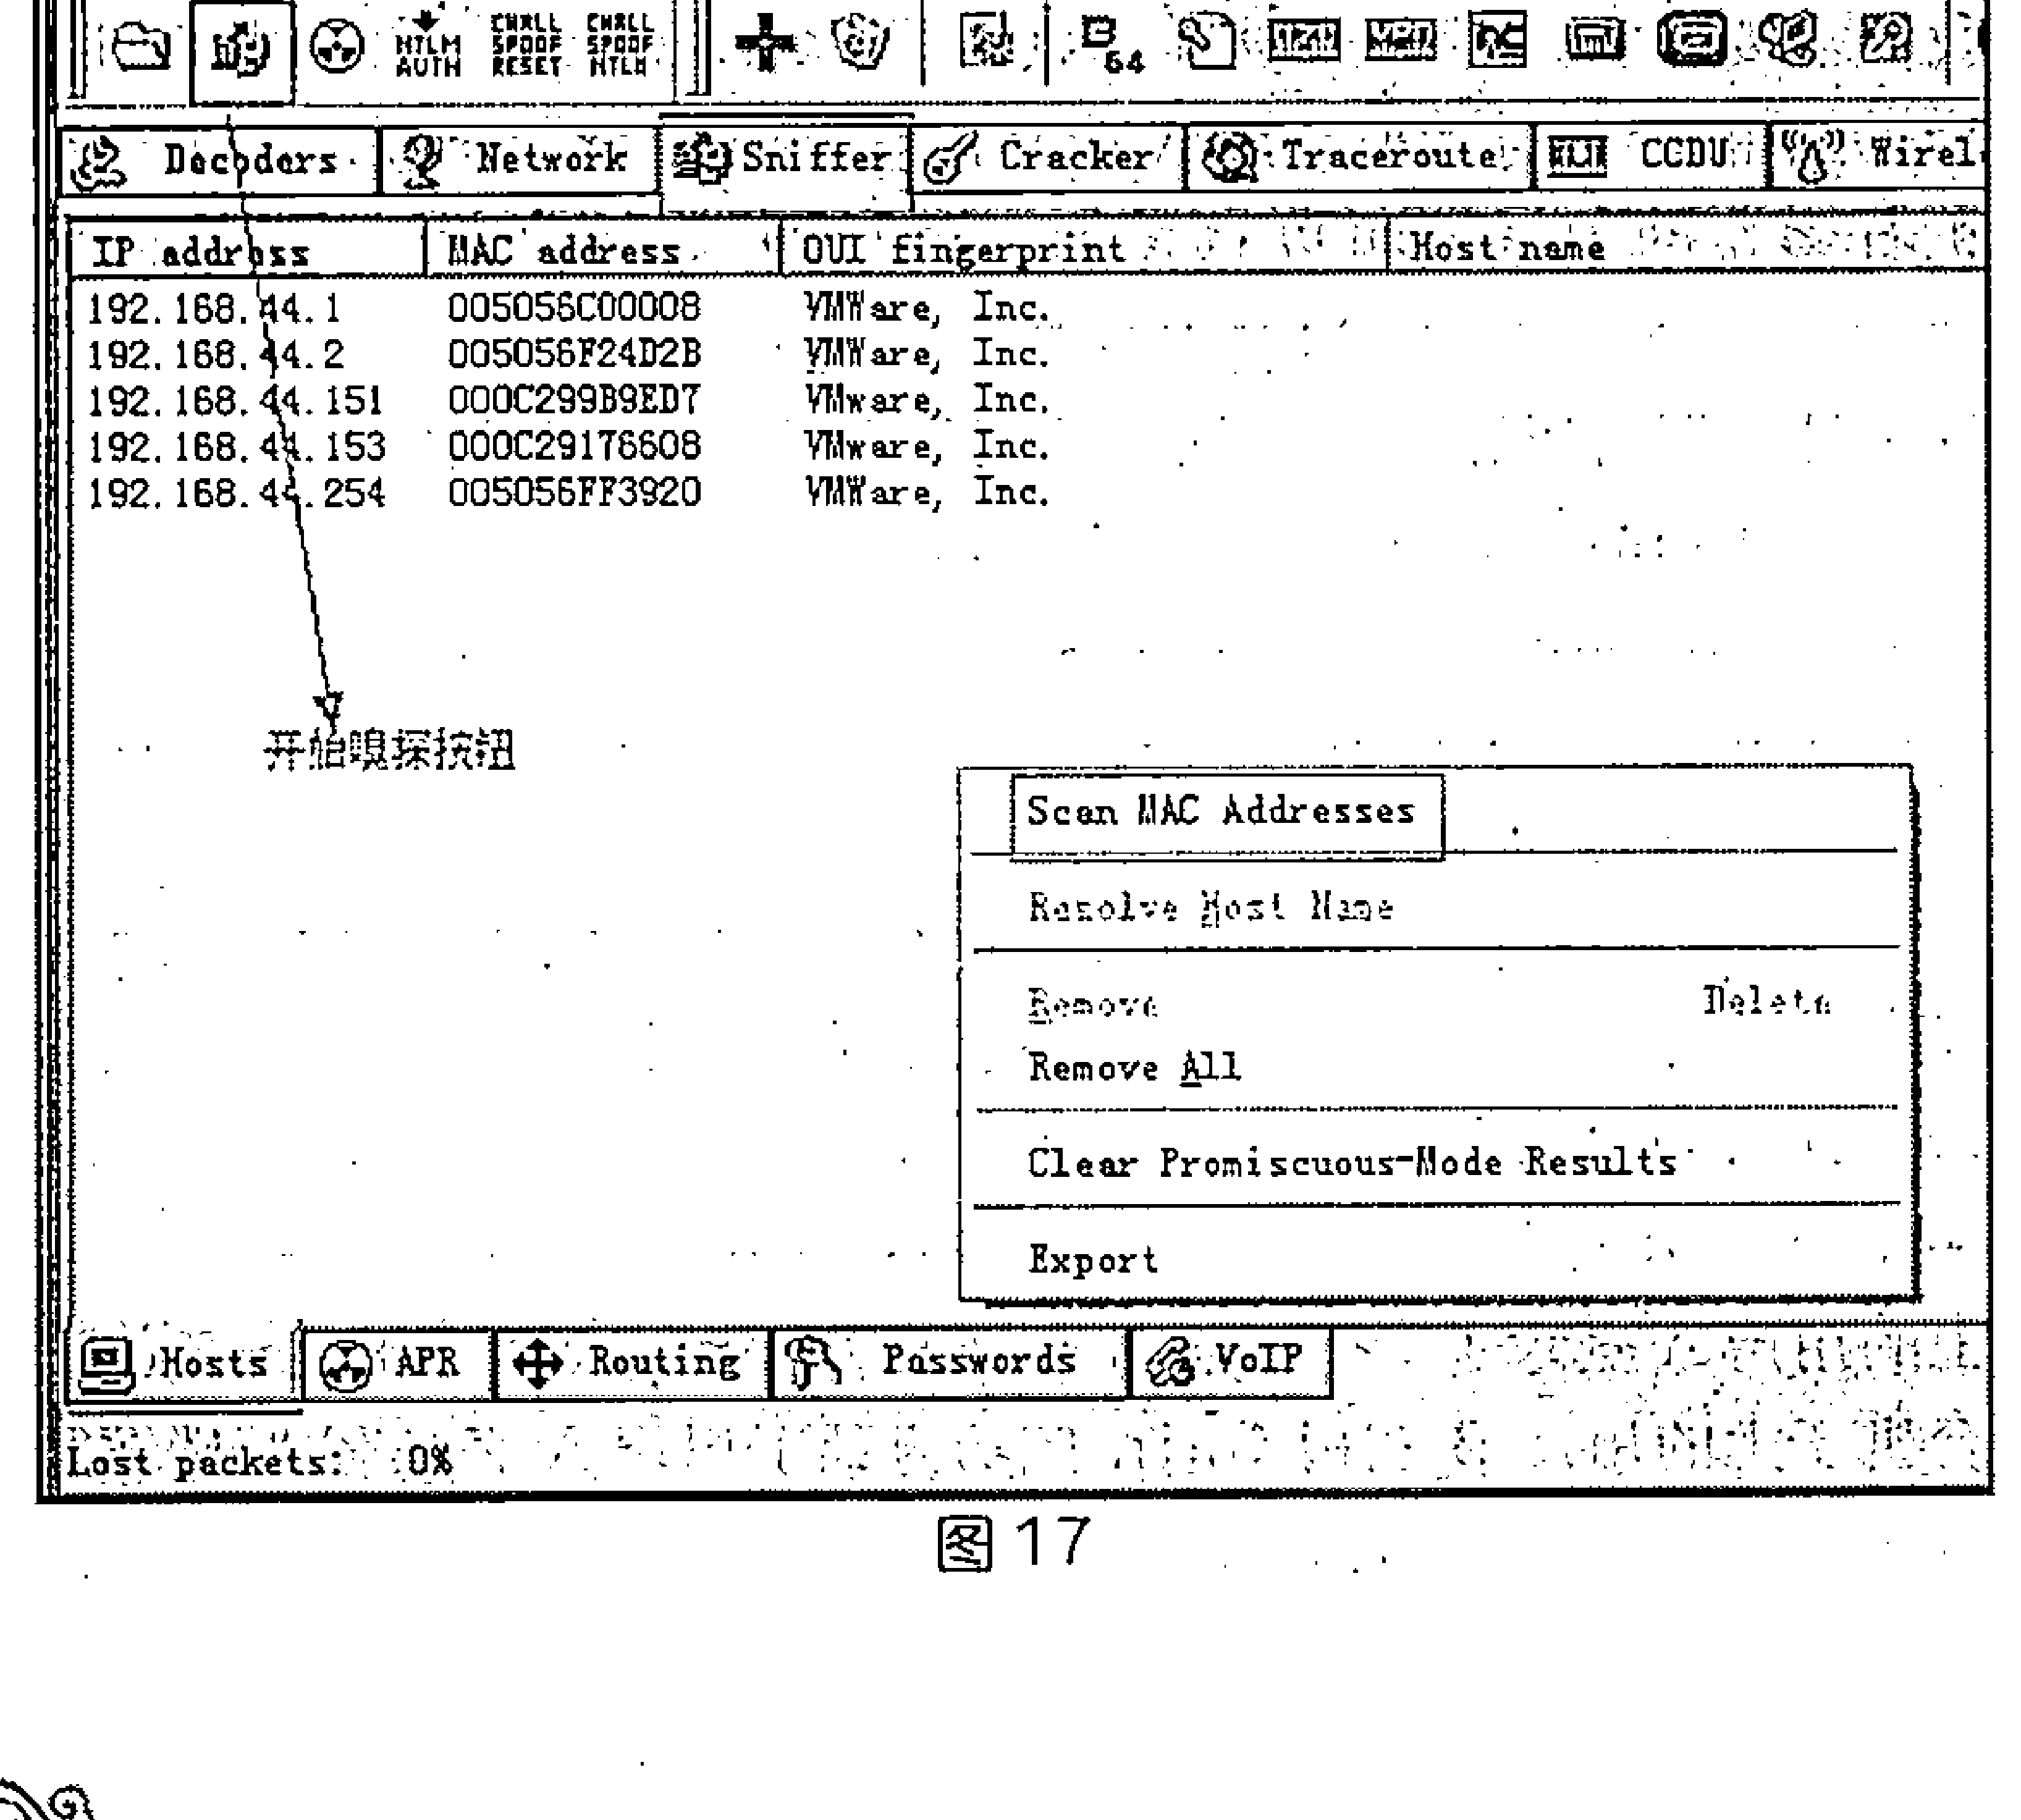 NTLM AUTH
CHALL SPOOF RESET
CHALL SPOOF NTLM
B 64
Decoders Network Sniffer Cracker Traceroute CCDU Wirel
IP address MAC address OUI fingerprint Host name
192.168.44.1 005056C00008 VMWare, Inc.
192.168.44.2 005056F24D2B VMWare, Inc.
192.168.44.151 000C299B9ED7 VMware, Inc.
192.168.44.153 000C29176608 VMware, Inc.
192.168.44.254 005056FF3920 VMWare, Inc.
开始嗅探按钮
Scan MAC Addresses
Resolve Host Name
Remove Delete
Remove All
Clear Promiscuous-Mode Results
Export
Hosts APR Routing Passwords VoIP
Lost packets: 0%
图 17